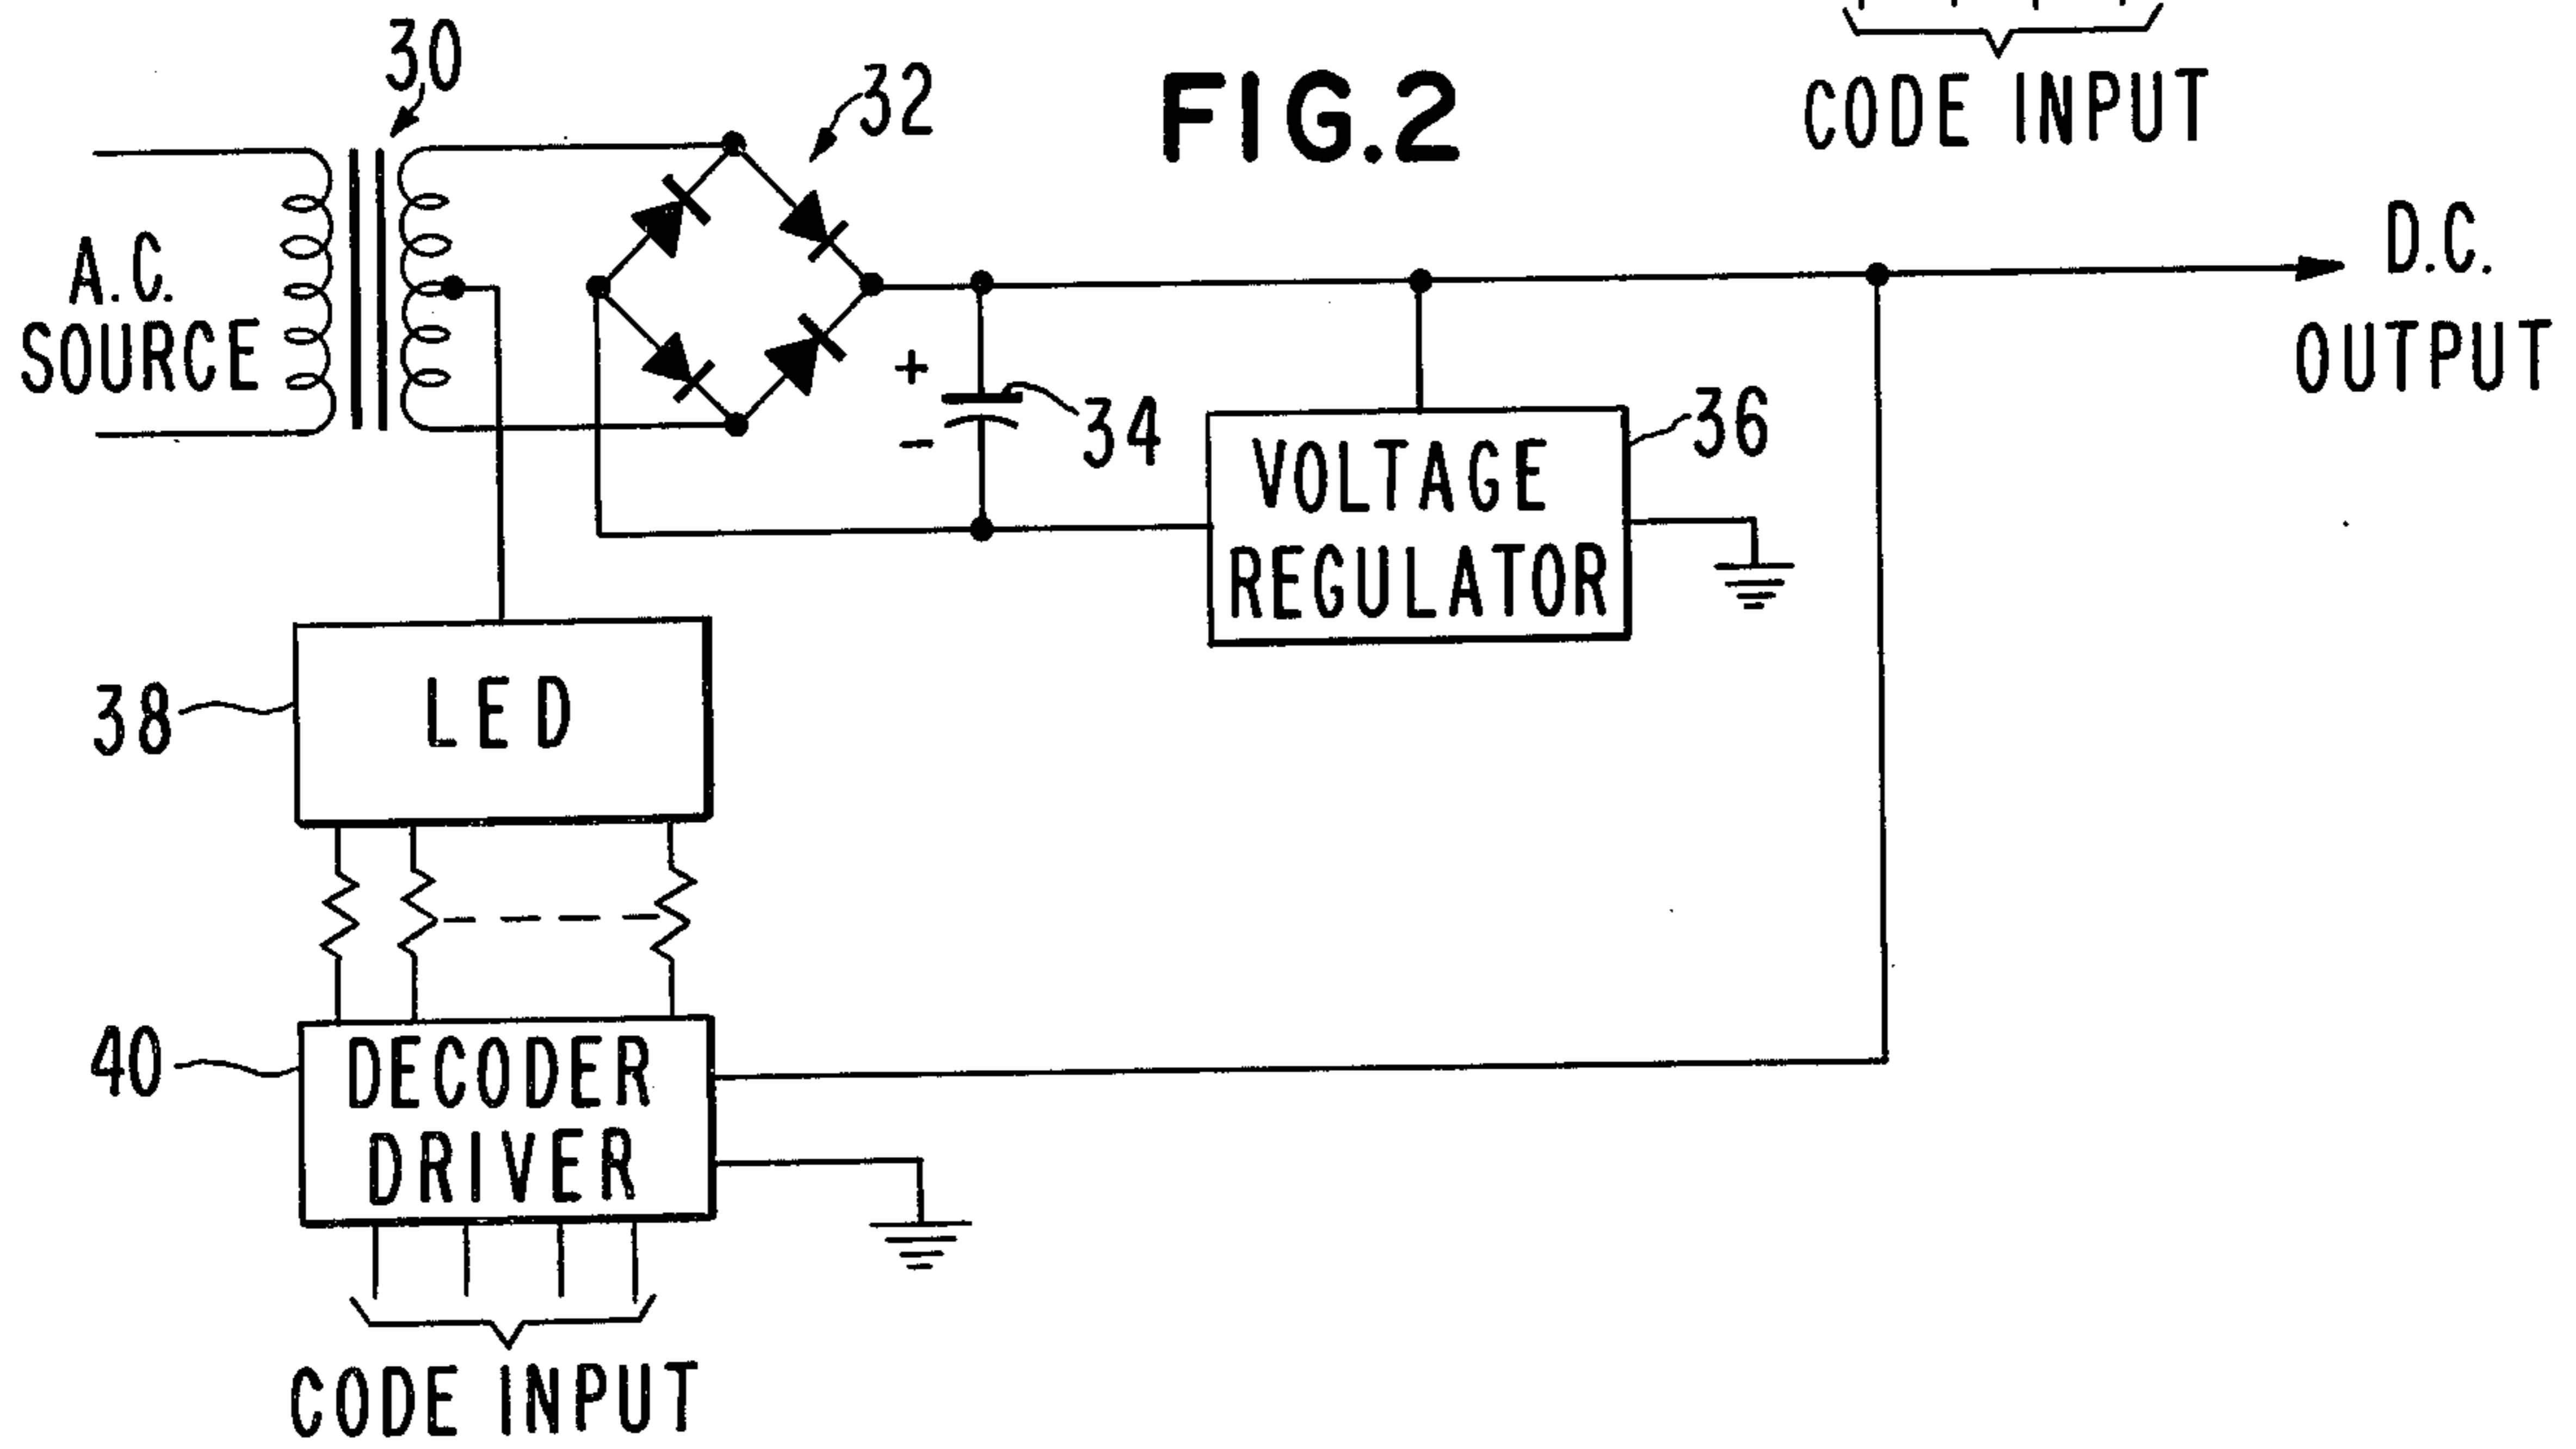 30
32
FIG.2
CODE INPUT
A.C.
SOURCE
D.C.
OUTPUT
+
-
34
36
VOLTAGE
REGULATOR
38
LED
40
DECODER
DRIVER
CODE INPUT